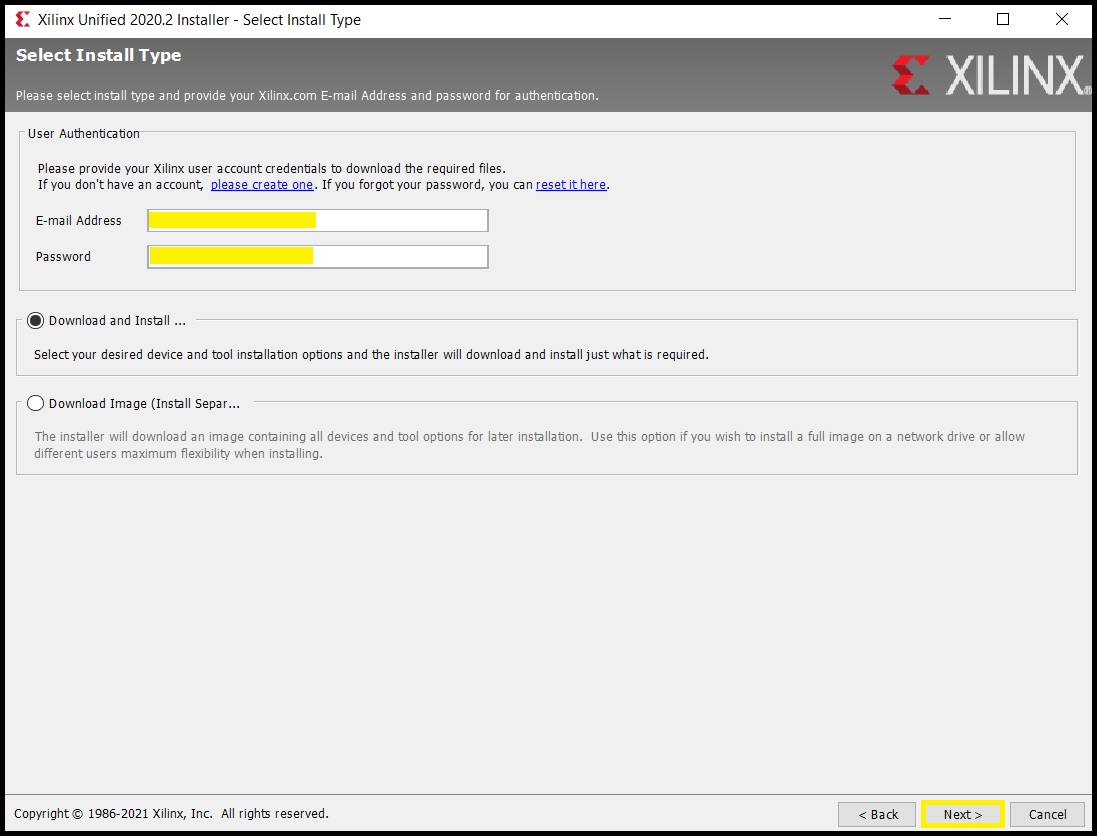 Xilinx Unified 2020.2 Installer - Select Install Type
Select Install Type
Please select install type and provide your Xilinx.com E-mail Address and password for authentication.
XILINX®
User Authentication
Please provide your Xilinx user account credentials to download the required files.
If you don't have an account, please create one. If you forgot your password, you can reset it here.
E-mail Address
Password
Download and Install ...
Select your desired device and tool installation options and the installer will download and install just what is required.
Download Image (Install Separ...
The installer will download an image containing all devices and tool options for later installation. Use this option if you wish to install a full image on a network drive or allow
different users maximum flexibility when installing.
Copyright © 1986-2021 Xilinx, Inc. All rights reserved.
< Back
Next >
Cancel